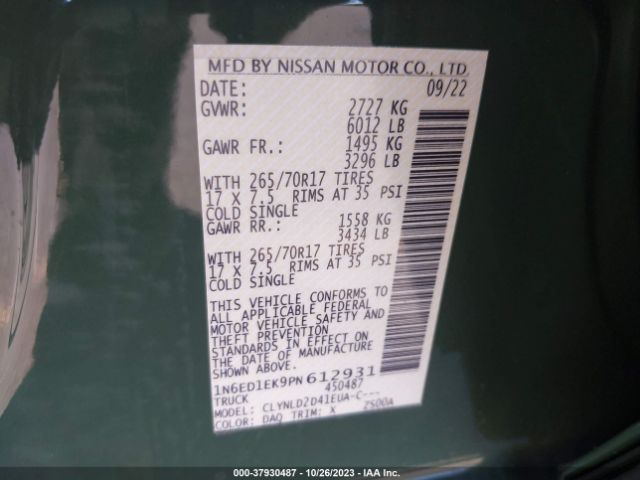 MFD BY NISSAN MOTOR CO., LTD.
DATE: 09/22
GVWR: 2727 KG
6012 LB
GAWR FR.: 1495 KG
3296 LB
WITH 265/70R17 TIRES
17 X 7.5 RIMS AT 35 PSI
COLD SINGLE
GAWR RR.: 1558 KG
3434 LB
WITH 265/70R17 TIRES
17 X 7.5 RIMS AT 35 PSI
COLD SINGLE
THIS VEHICLE CONFORMS TO
ALL APPLICABLE FEDERAL
MOTOR VEHICLE SAFETY AND
THEFT PREVENTION
STANDARDS IN EFFECT ON
THE DATE OF MANUFACTURE
SHOWN ABOVE.
1N6ED1EK9PN612931
TRUCK 450487
MODEL: CLYNLD2D41EUA-C---
COLOR: DAQ TRIM: X 2S00A
000-37930487 - 10/26/2023 - IAA Inc.